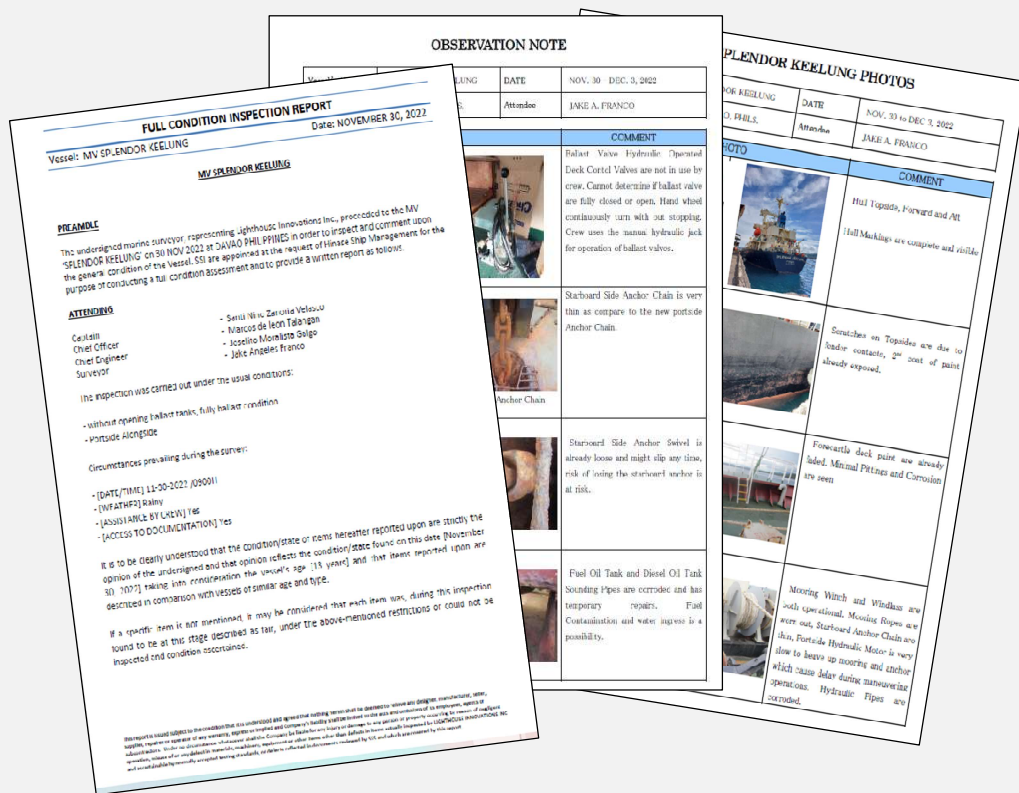 FULL CONDITION INSPECTION REPORT
Vessel: MV SPLENDOR KEELUNG
Date: NOVEMBER 30, 2022
MV SPLENDOR KEELUNG
PREAMBLE
The undersigned marine surveyor, representing Lighthouse Innovations Inc., proceeded to the MV
'SPLENDOR KEELUNG' on 30 NOV 2022 at DAVAO PHILIPPINES in order to inspect and comment upon
the general condition of the Vessel. SSI are appointed at the request of Hinase Ship Management for the
purpose of conducting a full condition assessment and to provide a written report as follows.
ATTENDING
Captain
Chief Officer
Chief Engineer
Surveyor
- Santi Nino Zamora Velasco
- Marcos de leon Talangan
- Joselino Moralista Galgo
- Jake Angeles Franco
The inspection was carried out under the usual conditions:
- without opening ballast tanks, fully ballast condition
- Portside Alongside
Circumstances prevailing during the survey:
- [DATE/TIME] 11-30-2022 /0900H
- [WEATHER] Rainy
- [ASSISTANCE BY CREW] Yes
- [ACCESS TO DOCUMENTATION] Yes
It is to be clearly understood that the condition/state of items hereafter reported upon are strictly the
opinion of the undersigned and that opinion reflects the condition/state found on this date [November
30, 2022] taking into consideration the vessel's age [13 years] and that items reported upon are
described in comparison with vessels of similar age and type.
If a specific item is not mentioned, it may be considered that each item was, during this inspection
found to be at this stage described as fair, under the above-mentioned restrictions or could not be
inspected and condition ascertained.
OBSERVATION NOTE
DATE
NOV. 30 - DEC. 3, 2022
Attendee
JAKE A. FRANCO
COMMENT
Ballast Valve Hydraulic Operated
Deck Contol Valves are not in use by
crew. Cannot determine if ballast valve
are fully closed or open. Hand wheel
continuously turn with out stopping.
Crew uses the manual hydraulic jack
for operation of ballast valves.
Starboard Side Anchor Chain is very
thin as compare to the new portside
Anchor Chain.
Anchor Chain
Starboard Side Anchor Swivel is
already loose and might slip any time,
risk of losing the starboard anchor is
at risk.
Fuel Oil Tank and Diesel Oil Tank
Sounding Pipes are corroded and has
temporary repairs. Fuel
Contamination and water ingress is a
possibility.
SPLENDOR KEELUNG PHOTOS
KEELUNG
DATE
NOV. 30 to DEC 3, 2022
PHILS.
Attendee
JAKE A. FRANCO
COMMENT
Hull Topside, Forward and Aft
Hull Markings are complete and visible
Scratches on Topsides are due to
fender contacts, 2nd coat of paint
already exposed.
Forecastle deck paint are already
faded. Minimal Pittings and Corrosion
are seen
Mooring Winch and Windlass are
both operational. Mooring Ropes are
worn out, Starboard Anchor Chain are
thin, Portside Hydraulic Motor is very
slow to heave up mooring and anchor
which cause delay during maneuvering
operations. Hydraulic Pipes are
corroded.